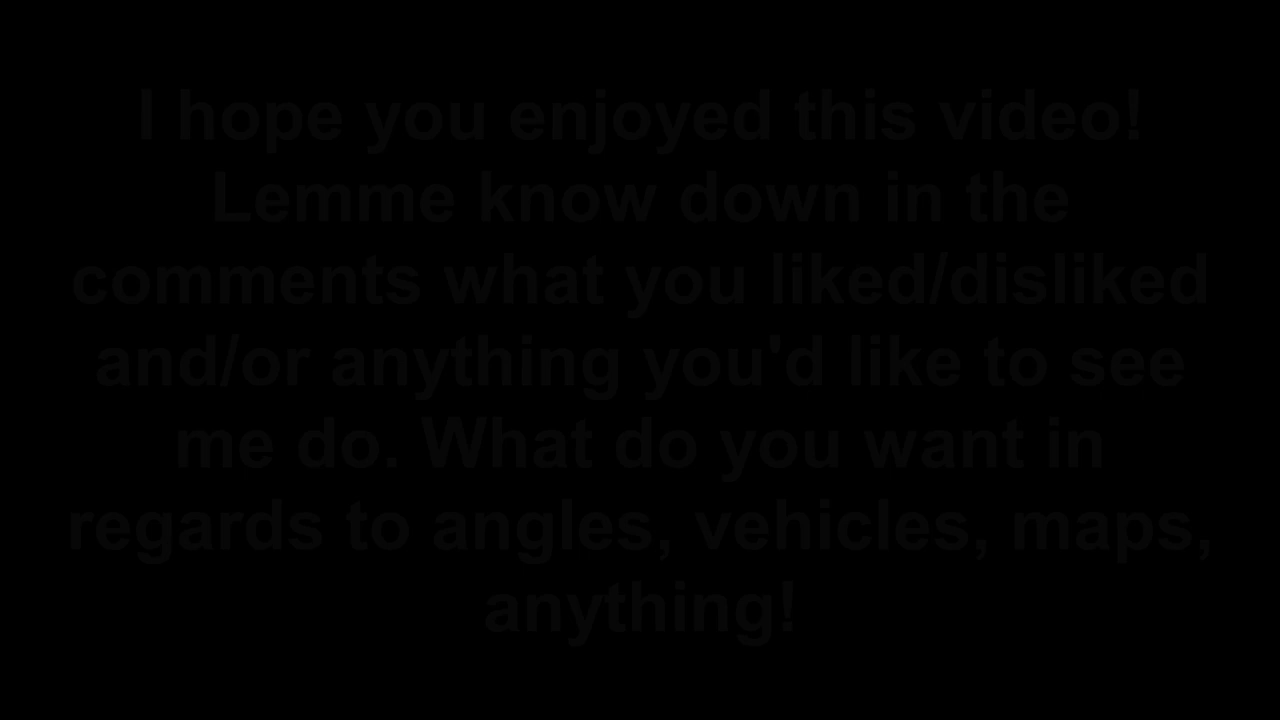 I hope you enjoyed this video!
Lemme know down in the
comments what you liked/disliked
and/or anything you'd like to see
me do. What do you want in
regards to angles, vehicles, maps,
anything!